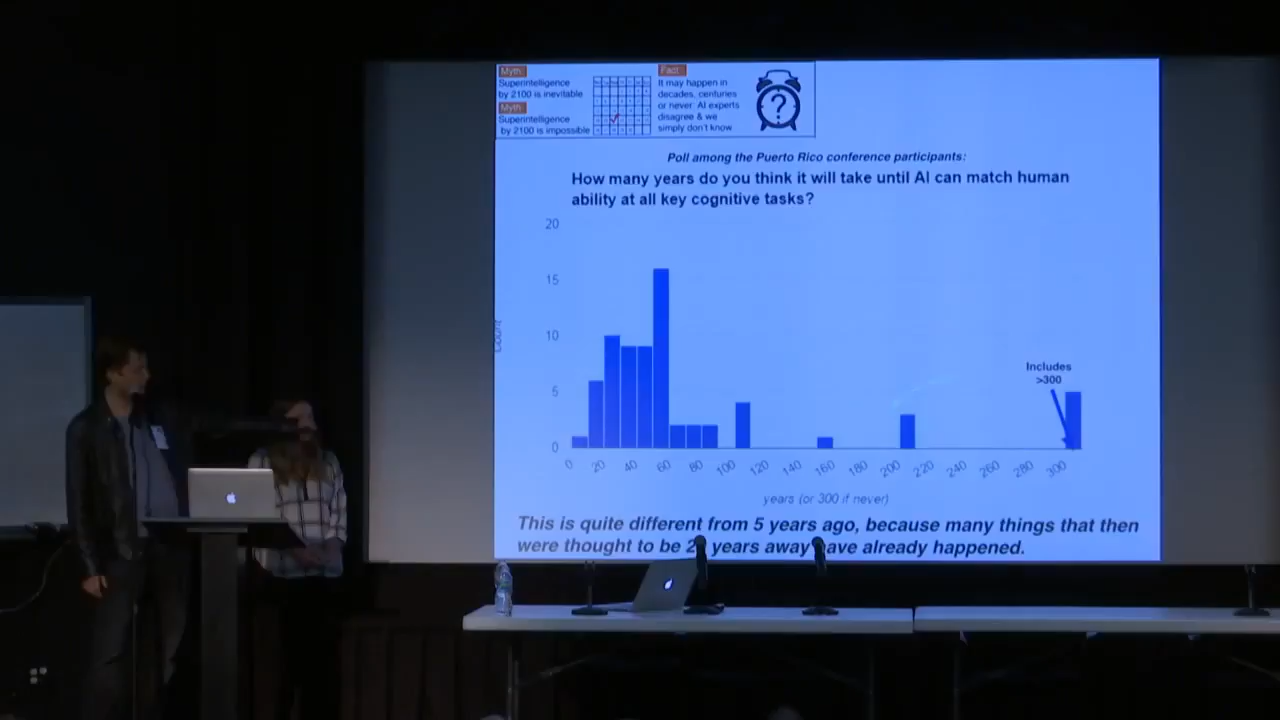 Myth:
Superintelligence
by 2100 is inevitable
Myth:
Superintelligence
by 2100 is impossible
Fact:
It may happen in
decades, centuries
or never: AI experts
disagree & we
simply don't know
?
Poll among the Puerto Rico conference participants:
How many years do you think it will take until AI can match human
ability at all key cognitive tasks?
20
15
10
5
0
Count
Includes
>300
0 20 40 60 80 100 120 140 160 180 200 220 240 260 280 300
years (or 300 if never)
This is quite different from 5 years ago, because many things that then
were thought to be years away have already happened.